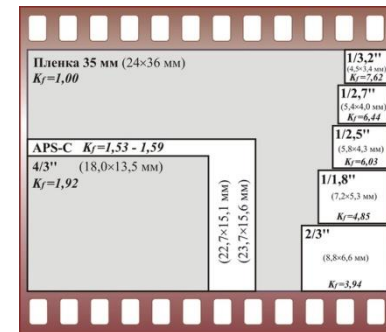 Пленка 35 мм (24×36 мм)
Kf=1,00
APS-C Kf=1,53 - 1,59
4/3" (18,0×13,5 мм)
Kf=1,92
(22,7×15,1 мм)
(23,7×15,6 мм)
1/3,2"
(4,5×3,4 мм)
Kf=7,62
1/2,7"
(5,4×4,0 мм)
Kf=6,44
1/2,5"
(5,8×4,3 мм)
Kf=6,03
1/1,8"
(7,2×5,3 мм)
Kf=4,85
2/3"
(8,8×6,6 мм)
Kf=3,94